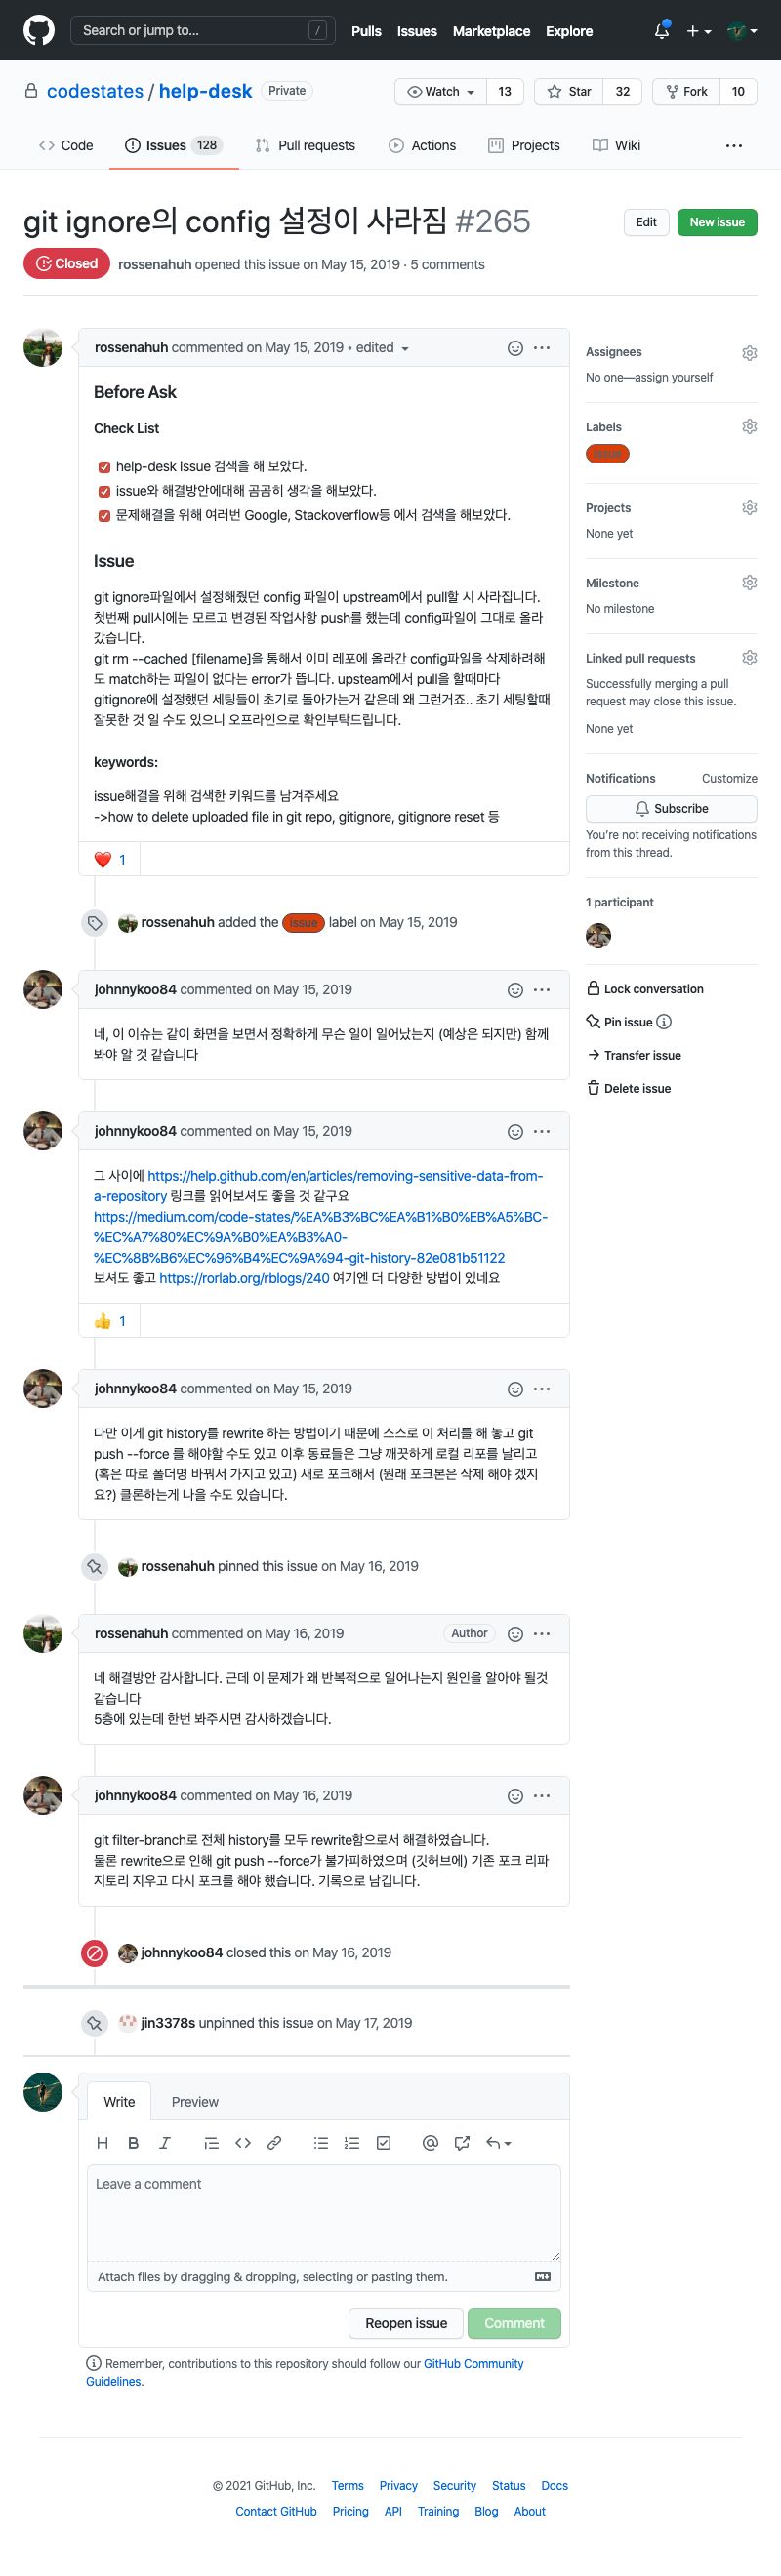 Search or jump to... /
Pulls Issues Marketplace Explore
codestates / help-desk Private
Watch 13 Star 32 Fork 10
Code Issues 128 Pull requests Actions Projects Wiki
git ignore의 config 설정이 사라짐 #265
Edit New issue
Closed rossenahuh opened this issue on May 15, 2019 · 5 comments
rossenahuh commented on May 15, 2019 • edited
Before Ask
Check List
help-desk issue 검색을 해 보았다.
issue와 해결방안에대해 곰곰히 생각을 해보았다.
문제해결을 위해 여러번 Google, Stackoverflow등 에서 검색을 해보았다.
Issue
git ignore파일에서 설정해줬던 config 파일이 upstream에서 pull할 시 사라집니다.
첫번째 pull시에는 모르고 변경된 작업사항 push를 했는데 config파일이 그대로 올라
갔습니다.
git rm --cached [filename]을 통해서 이미 레포에 올라간 config파일을 삭제하려해
도 match하는 파일이 없다는 error가 뜹니다. upsteam에서 pull을 할때마다
gitignore에 설정했던 세팅들이 초기로 돌아가는거 같은데 왜 그런거죠.. 초기 세팅할때
잘못한 것 일 수도 있으니 오프라인으로 확인부탁드립니다.
keywords:
issue해결을 위해 검색한 키워드를 남겨주세요
->how to delete uploaded file in git repo, gitignore, gitignore reset 등
❤️ 1
rossenahuh added the issue label on May 15, 2019
johnnykoo84 commented on May 15, 2019
네, 이 이슈는 같이 화면을 보면서 정확하게 무슨 일이 일어났는지 (예상은 되지만) 함께
봐야 알 것 같습니다
johnnykoo84 commented on May 15, 2019
그 사이에 https://help.github.com/en/articles/removing-sensitive-data-from-
a-repository 링크를 읽어보셔도 좋을 것 같구요
https://medium.com/code-states/%EA%B3%BC%EA%B1%B0%EB%A5%BC-
%EC%A7%80%EC%9A%B0%EA%B3%A0-
%EC%8B%B6%EC%96%B4%EC%9A%94-git-history-82e081b51122
보셔도 좋고 https://rorlab.org/rblogs/240 여기엔 더 다양한 방법이 있네요
👍 1
johnnykoo84 commented on May 15, 2019
다만 이게 git history를 rewrite 하는 방법이기 때문에 스스로 이 처리를 해 놓고 git
push --force 를 해야할 수도 있고 이후 동료들은 그냥 깨끗하게 로컬 리포를 날리고
(혹은 따로 폴더명 바꿔서 가지고 있고) 새로 포크해서 (원래 포크본은 삭제 해야 겠지
요?) 클론하는게 나을 수도 있습니다.
rossenahuh pinned this issue on May 16, 2019
rossenahuh commented on May 16, 2019 Author
네 해결방안 감사합니다. 근데 이 문제가 왜 반복적으로 일어나는지 원인을 알아야 될것
같습니다
5층에 있는데 한번 봐주시면 감사하겠습니다.
johnnykoo84 commented on May 16, 2019
git filter-branch로 전체 history를 모두 rewrite함으로서 해결하였습니다.
물론 rewrite으로 인해 git push --force가 불가피하였으며 (깃허브에) 기존 포크 리파
지토리 지우고 다시 포크를 해야 했습니다. 기록으로 남깁니다.
johnnykoo84 closed this on May 16, 2019
jin3378s unpinned this issue on May 17, 2019
Write Preview
Leave a comment
Attach files by dragging & dropping, selecting or pasting them.
Reopen issue Comment
Remember, contributions to this repository should follow our GitHub Community
Guidelines.
Assignees
No one—assign yourself
Labels
issue
Projects
None yet
Milestone
No milestone
Linked pull requests
Successfully merging a pull
request may close this issue.
None yet
Notifications Customize
Subscribe
You're not receiving notifications
from this thread.
1 participant
Lock conversation
Pin issue
Transfer issue
Delete issue
© 2021 GitHub, Inc. Terms Privacy Security Status Docs
Contact GitHub Pricing API Training Blog About